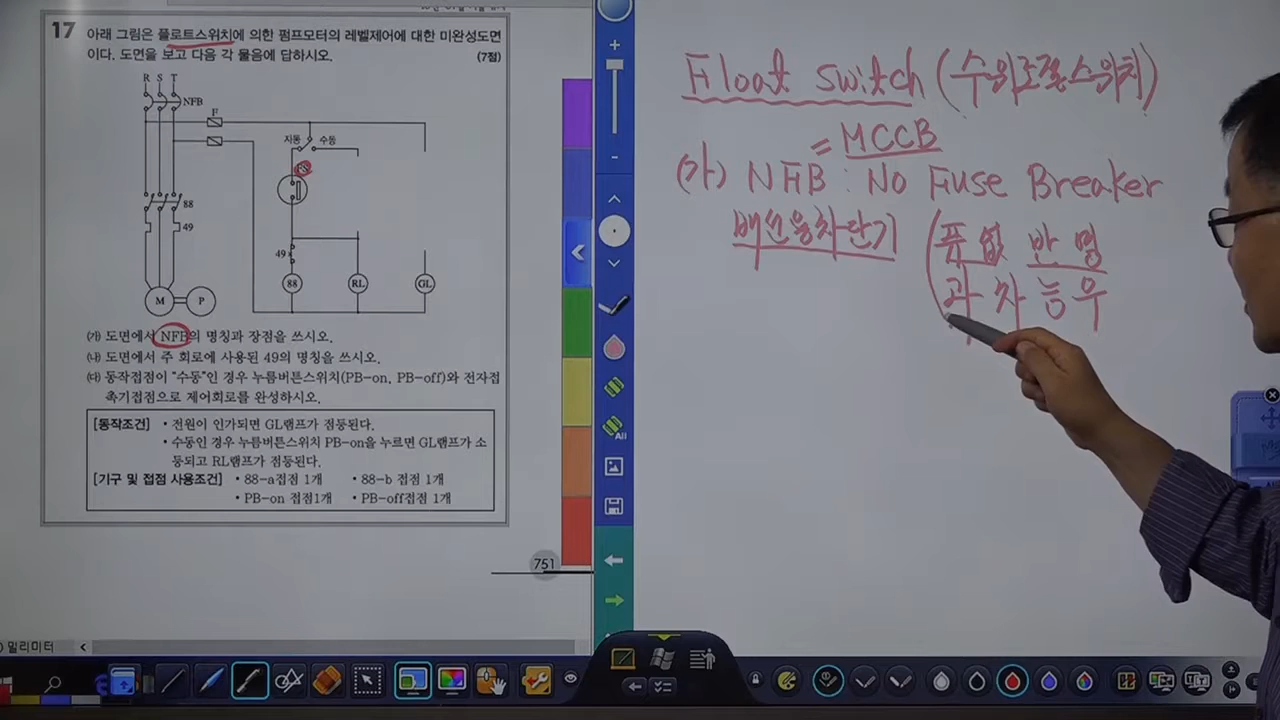 17 아래 그림은 플로트스위치에 의한 펌프모터의 레벨제어에 대한 미완성도면
이다. 도면을 보고 다음 각 물음에 답하시오.
(7점)
R S T
NFB
F
자동
수동
88
49
49
88
RL
GL
M
P
(가) 도면에서 NFB의 명칭과 장점을 쓰시오.
(나) 도면에서 주 회로에 사용된 49의 명칭을 쓰시오.
(다) 동작접점이 "수동"인 경우 누름버튼스위치(PB-on, PB-off)와 전자접
촉기접점으로 제어회로를 완성하시오.
[동작조건] • 전원이 인가되면 GL램프가 점등된다.
• 수동인 경우 누름버튼스위치 PB-on을 누르면 GL램프가 소
등되고 RL램프가 점등된다.
[기구 및 접점 사용조건] • 88-a접점 1개 • 88-b 접점 1개
• PB-on 접점1개 • PB-off접점 1개
751
밀리미터
Float switch (수위조절스위치)
= MCCB
(가) NFB : No Fuse Breaker
배선용차단기
(퓨없 반명
과 차능우
All